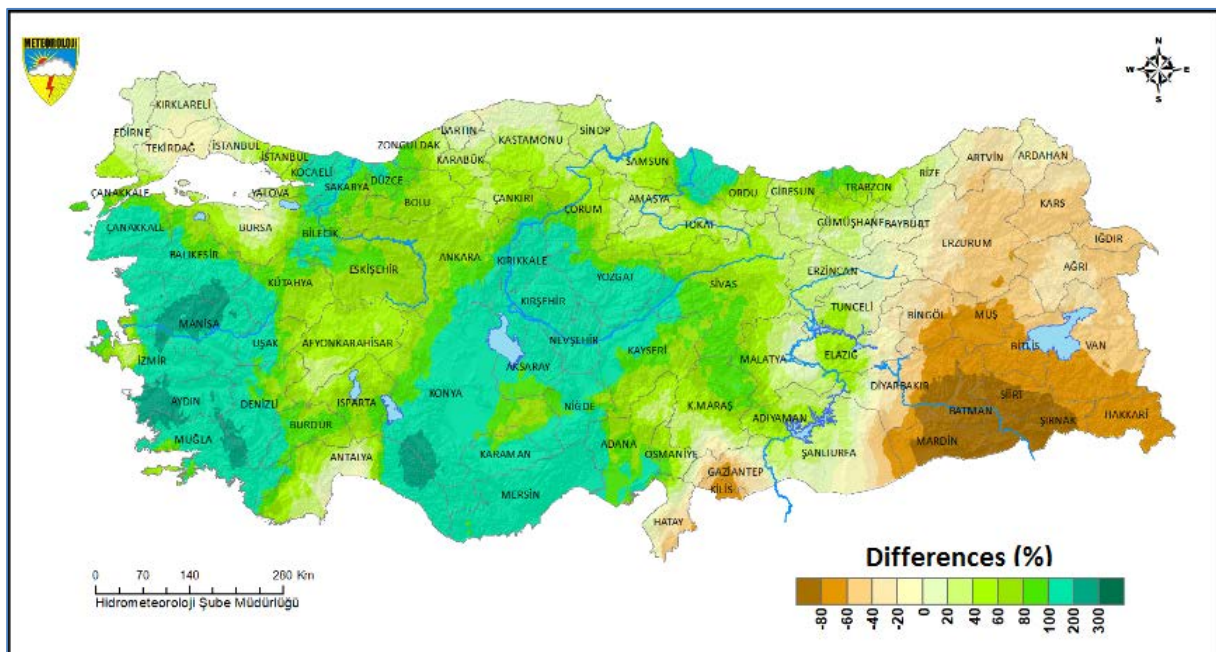 METEOROLOJİ
N
W E
S
KIRKLARELİ
EDİRNE
TEKİRDAĞ
İSTANBUL
İSTANBUL
KOCAELİ
YALOVA
SAKARYA
DÜZCE
ZONGULDAK
BARTIN
KARABÜK
KASTAMONU
SİNOP
SAMSUN
ORDU
GİRESUN
TRABZON
RİZE
ARTVİN
ARDAHAN
ÇANAKKALE
ÇANAKKALE
BALIKESİR
BURSA
BİLECİK
BOLU
ÇANKIRI
ÇORUM
AMASYA
TOKAT
GÜMÜŞHANE
BAYBURT
ERZURUM
KARS
IĞDIR
AĞRI
KÜTAHYA
ESKİŞEHİR
ANKARA
KIRIKKALE
YOZGAT
SİVAS
ERZİNCAN
TUNCELİ
BİNGÖL
MUŞ
BİTLİS
VAN
MANİSA
İZMİR
UŞAK
AFYONKARAHİSAR
KIRŞEHİR
NEVŞEHİR
AKSARAY
KAYSERİ
MALATYA
ELAZIĞ
DİYARBAKIR
BATMAN
SİİRT
ŞIRNAK
HAKKARİ
AYDIN
DENİZLİ
ISPARTA
BURDUR
KONYA
NİĞDE
K.MARAŞ
ADIYAMAN
MARDİN
MUĞLA
ANTALYA
KARAMAN
MERSİN
ADANA
OSMANİYE
GAZİANTEP
KİLİS
ŞANLIURFA
HATAY
0 70 140 280 Km
Hidrometeoroloji Şube Müdürlüğü
Differences (%)
-80 -60 -40 -20 0 20 40 60 80 100 200 300